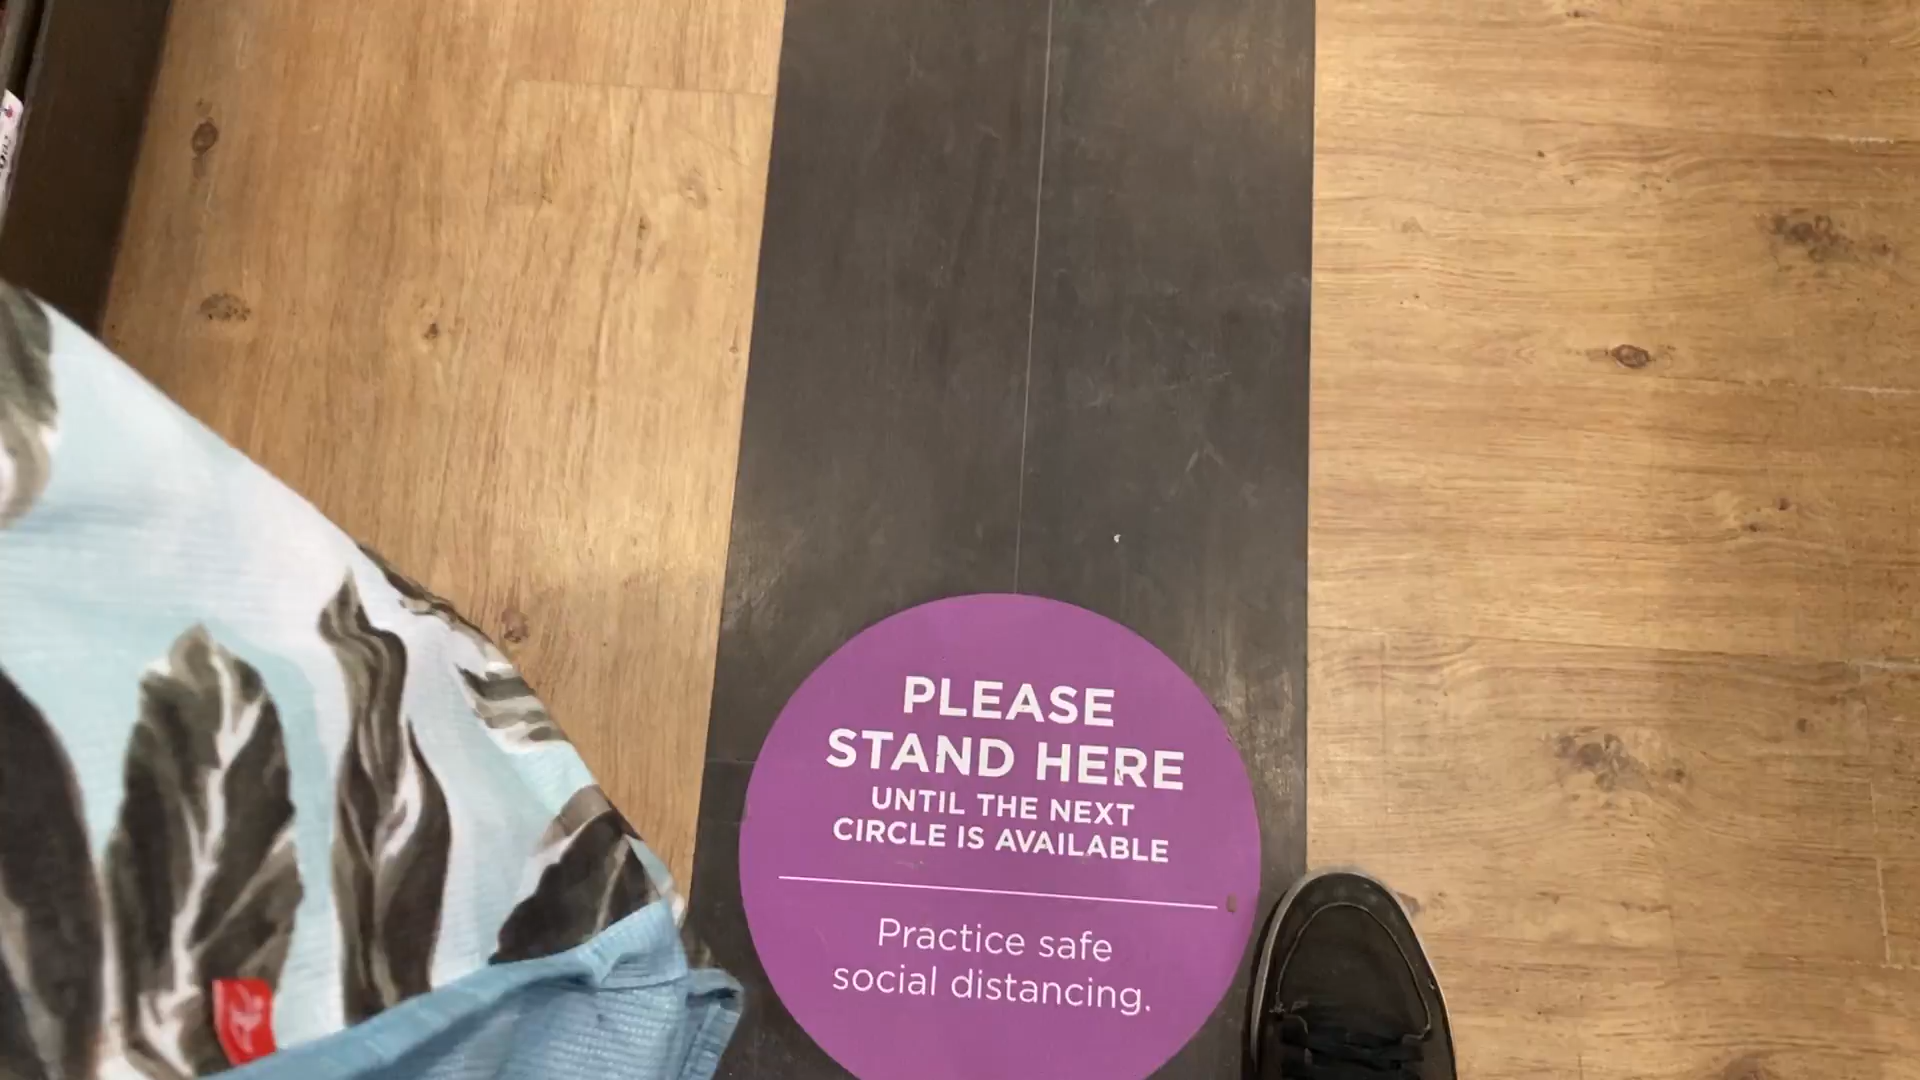 PLEASE
STAND HERE
UNTIL THE NEXT
CIRCLE IS AVAILABLE
Practice safe
social distancing.